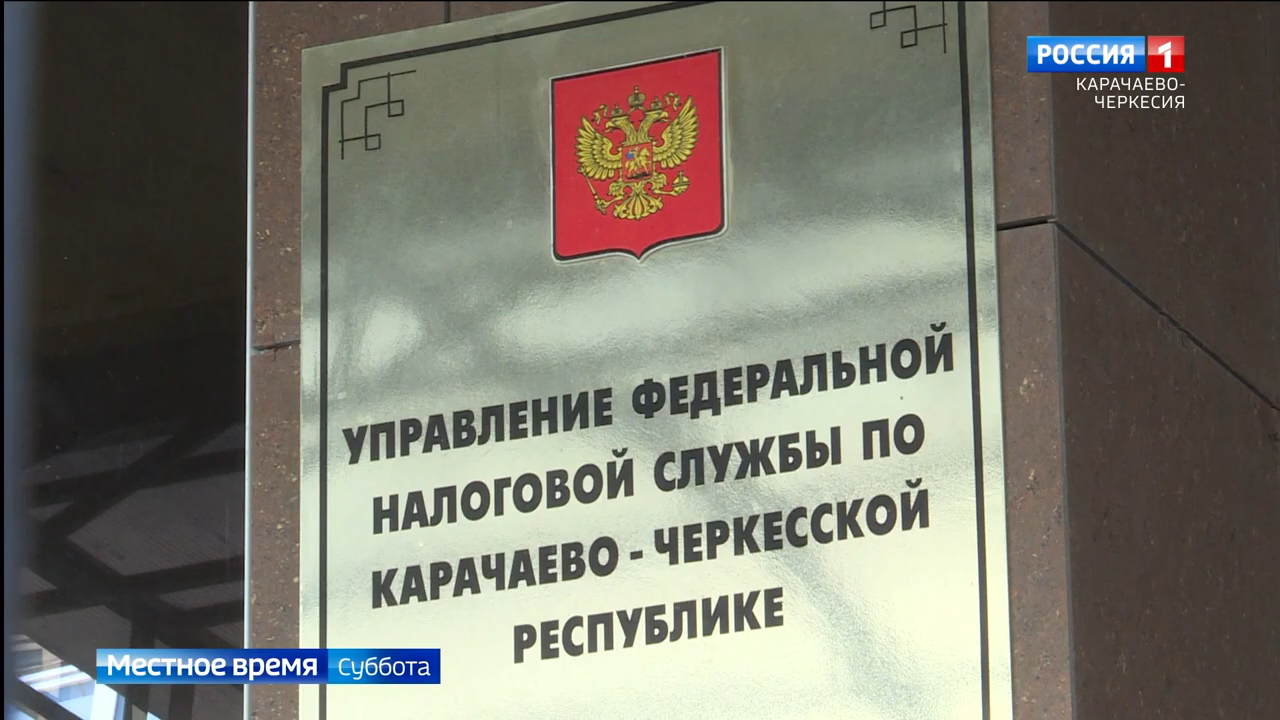 РОССИЯ 1
КАРАЧАЕВО-
ЧЕРКЕСИЯ
УПРАВЛЕНИЕ ФЕДЕРАЛЬНОЙ
НАЛОГОВОЙ СЛУЖБЫ ПО
КАРАЧАЕВО - ЧЕРКЕССКОЙ
РЕСПУБЛИКЕ
Местное время Суббота